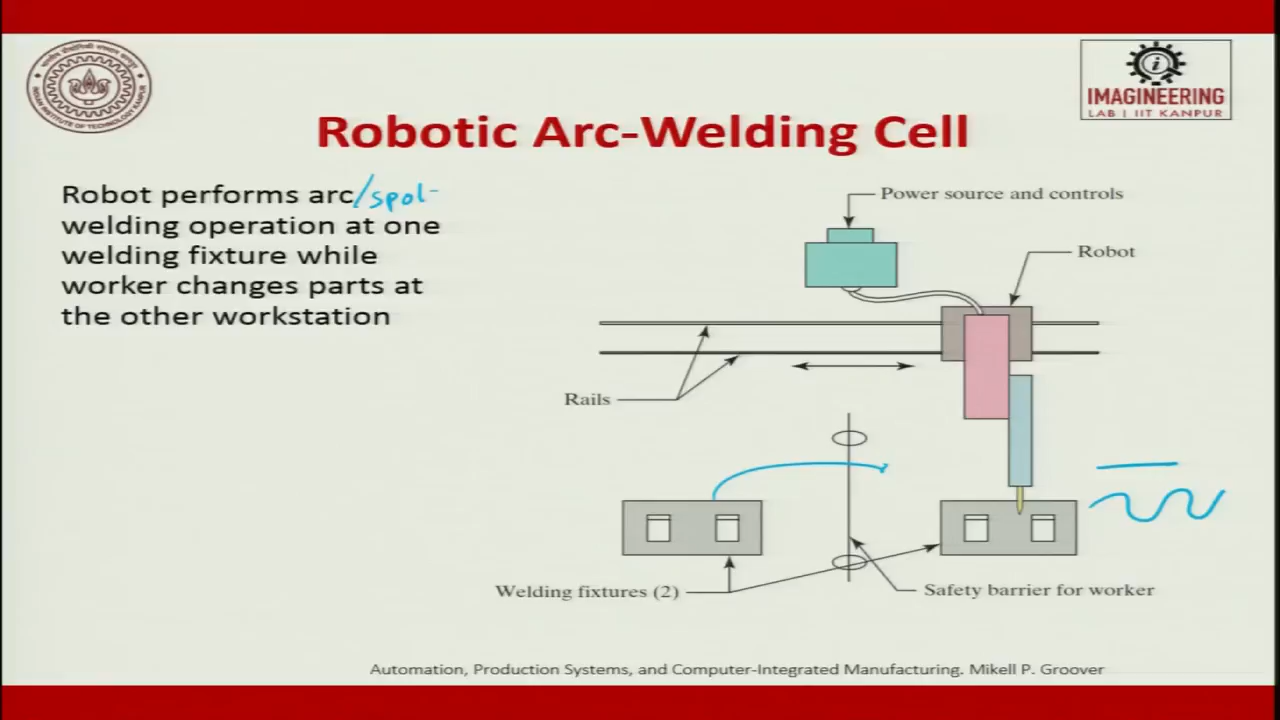 IMAGINEERING
LAB | IIT KANPUR
Robotic Arc-Welding Cell
Robot performs arc/spot
welding operation at one
welding fixture while
worker changes parts at
the other workstation
Power source and controls
Robot
Rails
Welding fixtures (2)
Safety barrier for worker
Automation, Production Systems, and Computer-Integrated Manufacturing. Mikell P. Groover